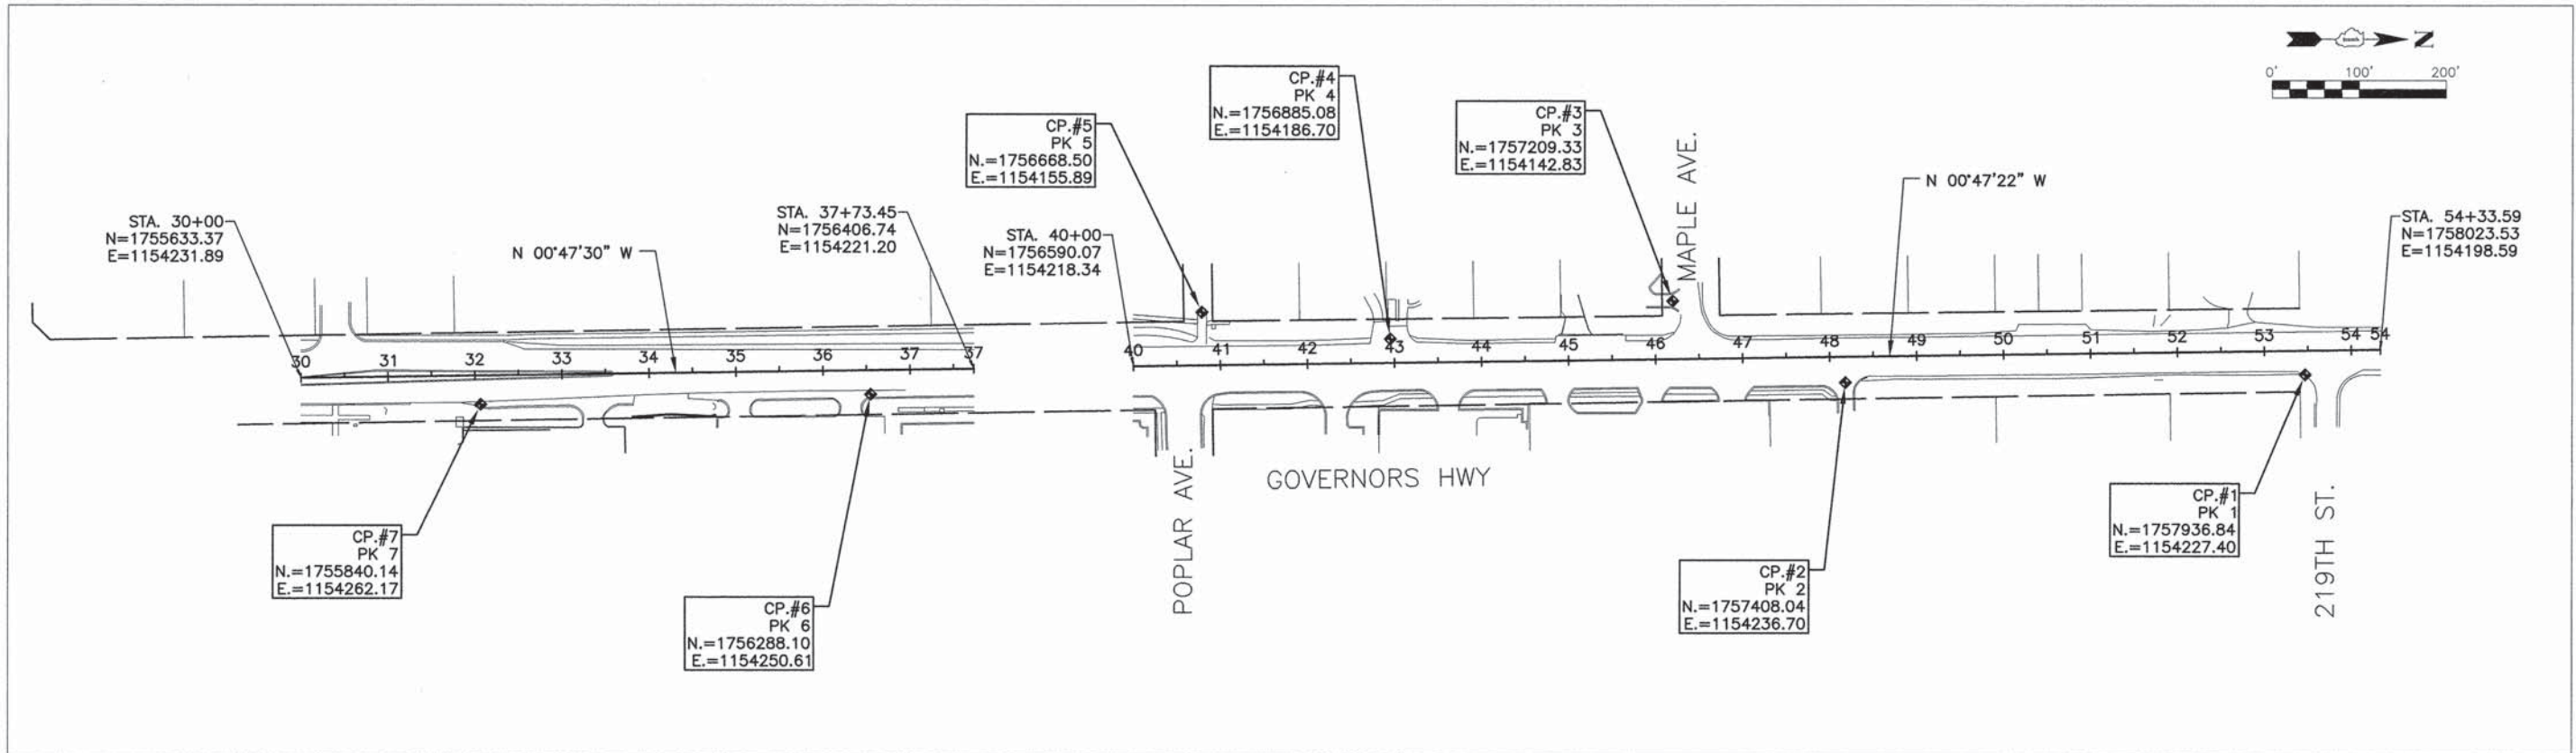 N
0' 100' 200'
CP.#4
PK 4
N.=1756885.08
E.=1154186.70
CP.#5
PK 5
N.=1756668.50
E.=1154155.89
CP.#3
PK 3
N.=1757209.33
E.=1154142.83
MAPLE AVE.
N 00°47'22" W
STA. 30+00
N=1755633.37
E=1154231.89
N 00°47'30" W
STA. 37+73.45
N=1756406.74
E=1154221.20
STA. 40+00
N=1756590.07
E=1154218.34
STA. 54+33.59
N=1758023.53
E=1154198.59
30 31 32 33 34 35 36 37 37
40 41 42 43 44 45 46 47 48 49 50 51 52 53 54 54
POPLAR AVE.
GOVERNORS HWY
219TH ST.
CP.#7
PK 7
N.=1755840.14
E.=1154262.17
CP.#6
PK 6
N.=1756288.10
E.=1154250.61
CP.#2
PK 2
N.=1757408.04
E.=1154236.70
CP.#1
PK 1
N.=1757936.84
E.=1154227.40